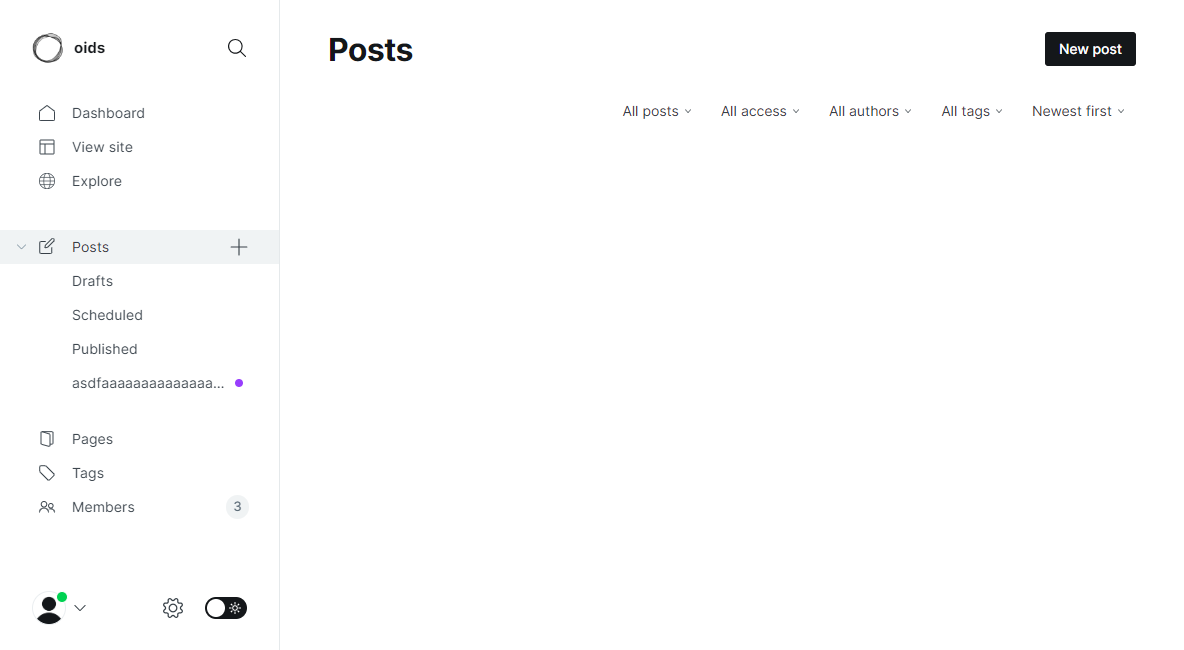 oids
Dashboard
View site
Explore
Posts
Drafts
Scheduled
Published
asdfaaaaaaaaaaaaaa...
Pages
Tags
Members 3
Posts
New post
All posts All access All authors All tags Newest first